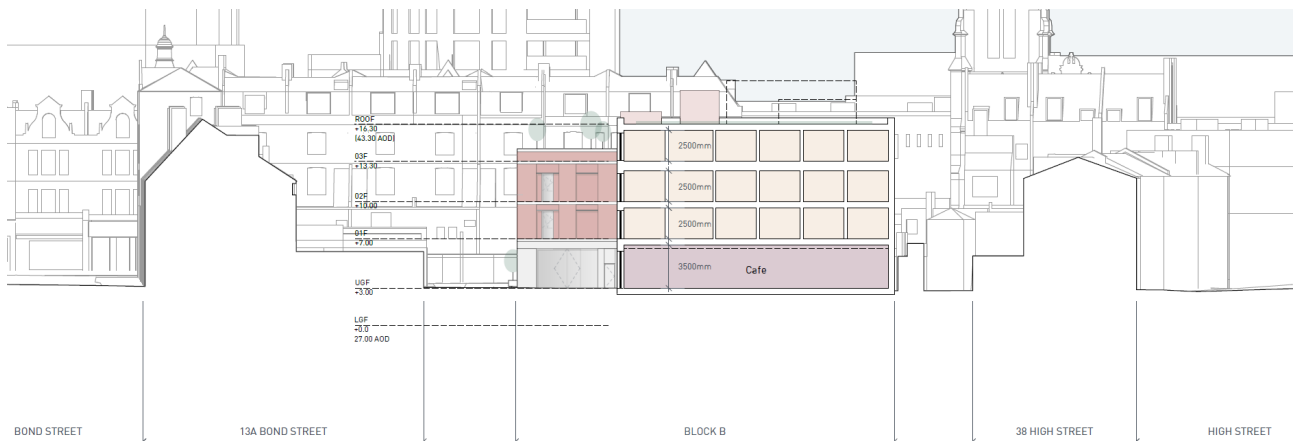 ROOF
+16.30
(43.30 AOD)
2500mm
03F
+13.30
2500mm
02F
+10.00
2500mm
01F
+7.00
3500mm
Cafe
UGF
+3.00
LGF
+0.0
27.00 AOD
BOND STREET
13A BOND STREET
BLOCK B
38 HIGH STREET
HIGH STREET